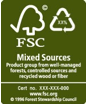 XX%
FSC
Mixed Sources
Product group from well-managed
forests, controlled sources and
recycled wood or fiber
Cert no. XXX-XXX-000
www.fsc.org
© 1996 Forest Stewardship Council